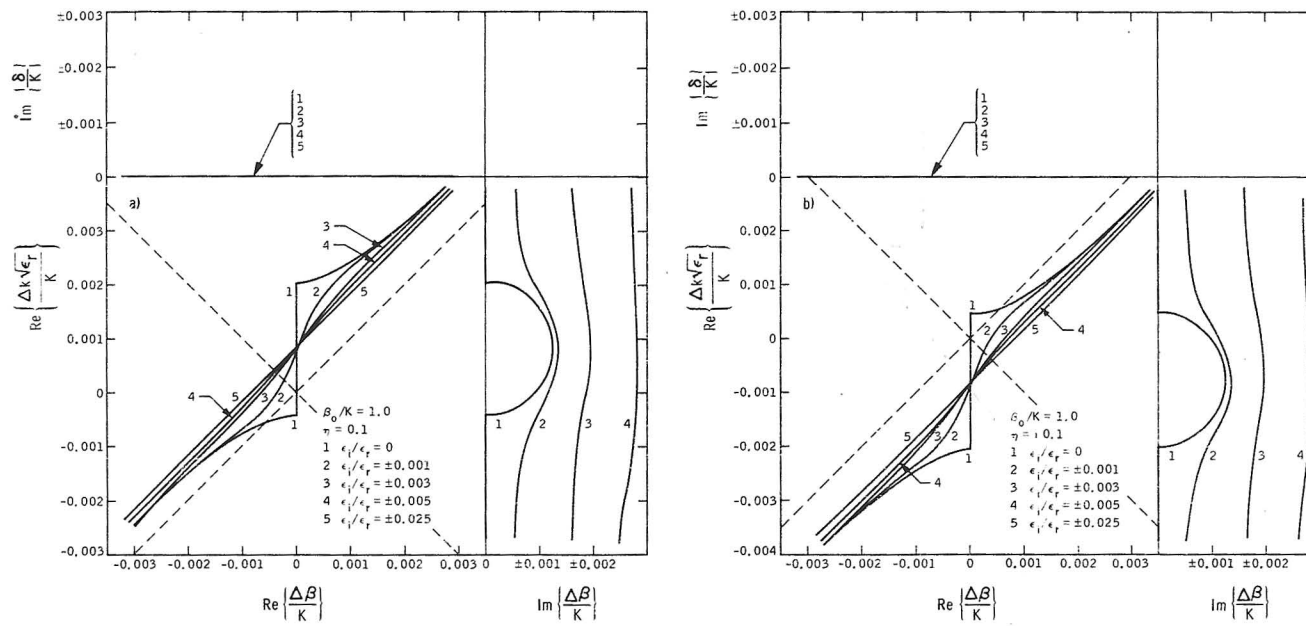 ±0.003
±0.002
±0.001
0
Im {δ/K}
1
2
3
4
5
a)
0.003
0.002
0.001
0
-0.001
-0.002
-0.003
Re {Δk√ϵr/K}
3
4
1
2
5
4
5
3
2
1
β₀/K = 1.0
η = 0.1
1 ϵi/ϵr = 0
2 ϵi/ϵr = ±0.001
3 ϵi/ϵr = ±0.003
4 ϵi/ϵr = ±0.005
5 ϵi/ϵr = ±0.025
1
2
3
4
-0.003 -0.002 -0.001 0 0.001 0.002 0.003
0 ±0.001 ±0.002
Re {Δβ/K}
Im {Δβ/K}
±0.003
±0.002
±0.001
0
Im {δ/K}
1
2
3
4
5
b)
0.002
0.001
0
-0.001
-0.002
-0.003
-0.004
Re {Δk√ϵr/K}
1
2
3
5
4
5
3
2
1
4
β₀/K = 1.0
η = 0.1
1 ϵi/ϵr = 0
2 ϵi/ϵr = ±0.001
3 ϵi/ϵr = ±0.003
4 ϵi/ϵr = ±0.005
5 ϵi/ϵr = ±0.025
1
2
3
4
-0.003 -0.002 -0.001 0 0.001 0.002 0.003
0 ±0.001 ±0.002
Re {Δβ/K}
Im {Δβ/K}